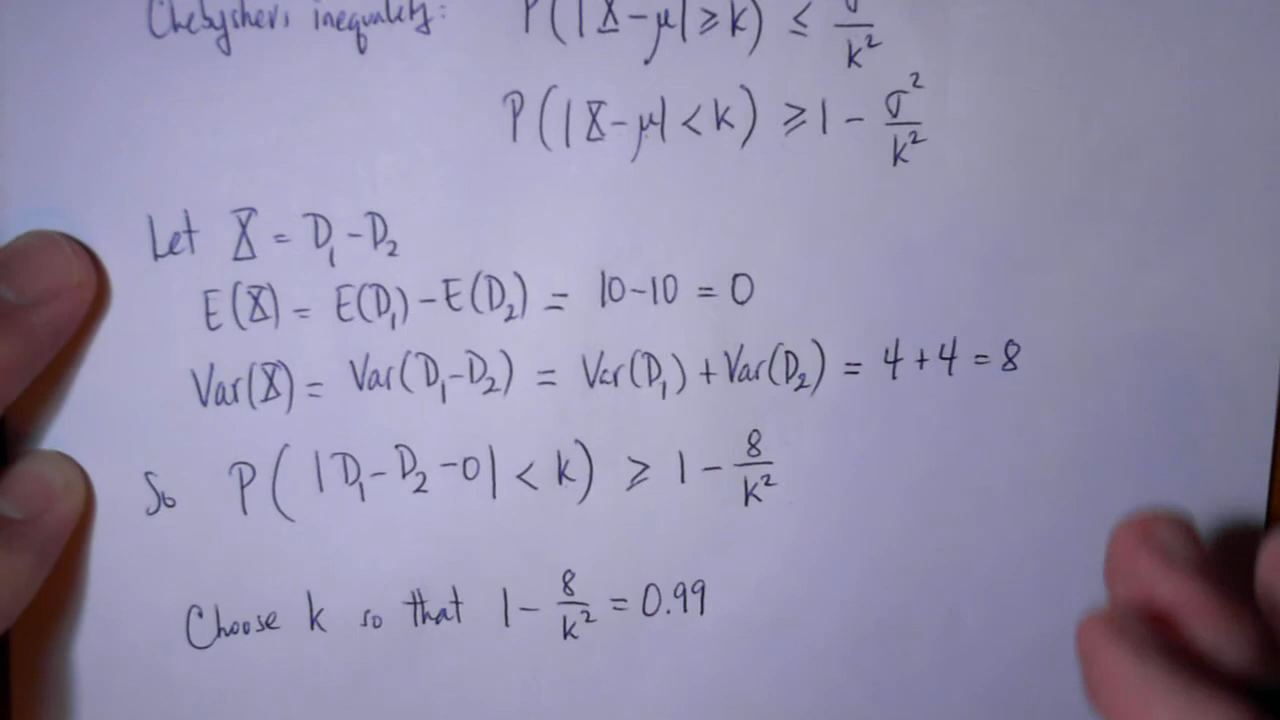 Chebyshev's inequality: P(|X-μ| ≥ k) ≤ σ/k²
P(|X-μ| < k) ≥ 1 - σ²/k²
Let X = D₁ - D₂
E(X) = E(D₁) - E(D₂) = 10 - 10 = 0
Var(X) = Var(D₁-D₂) = Var(D₁) + Var(D₂) = 4 + 4 = 8
So P(|D₁ - D₂ - 0| < k) ≥ 1 - 8/k²
Choose k so that 1 - 8/k² = 0.99